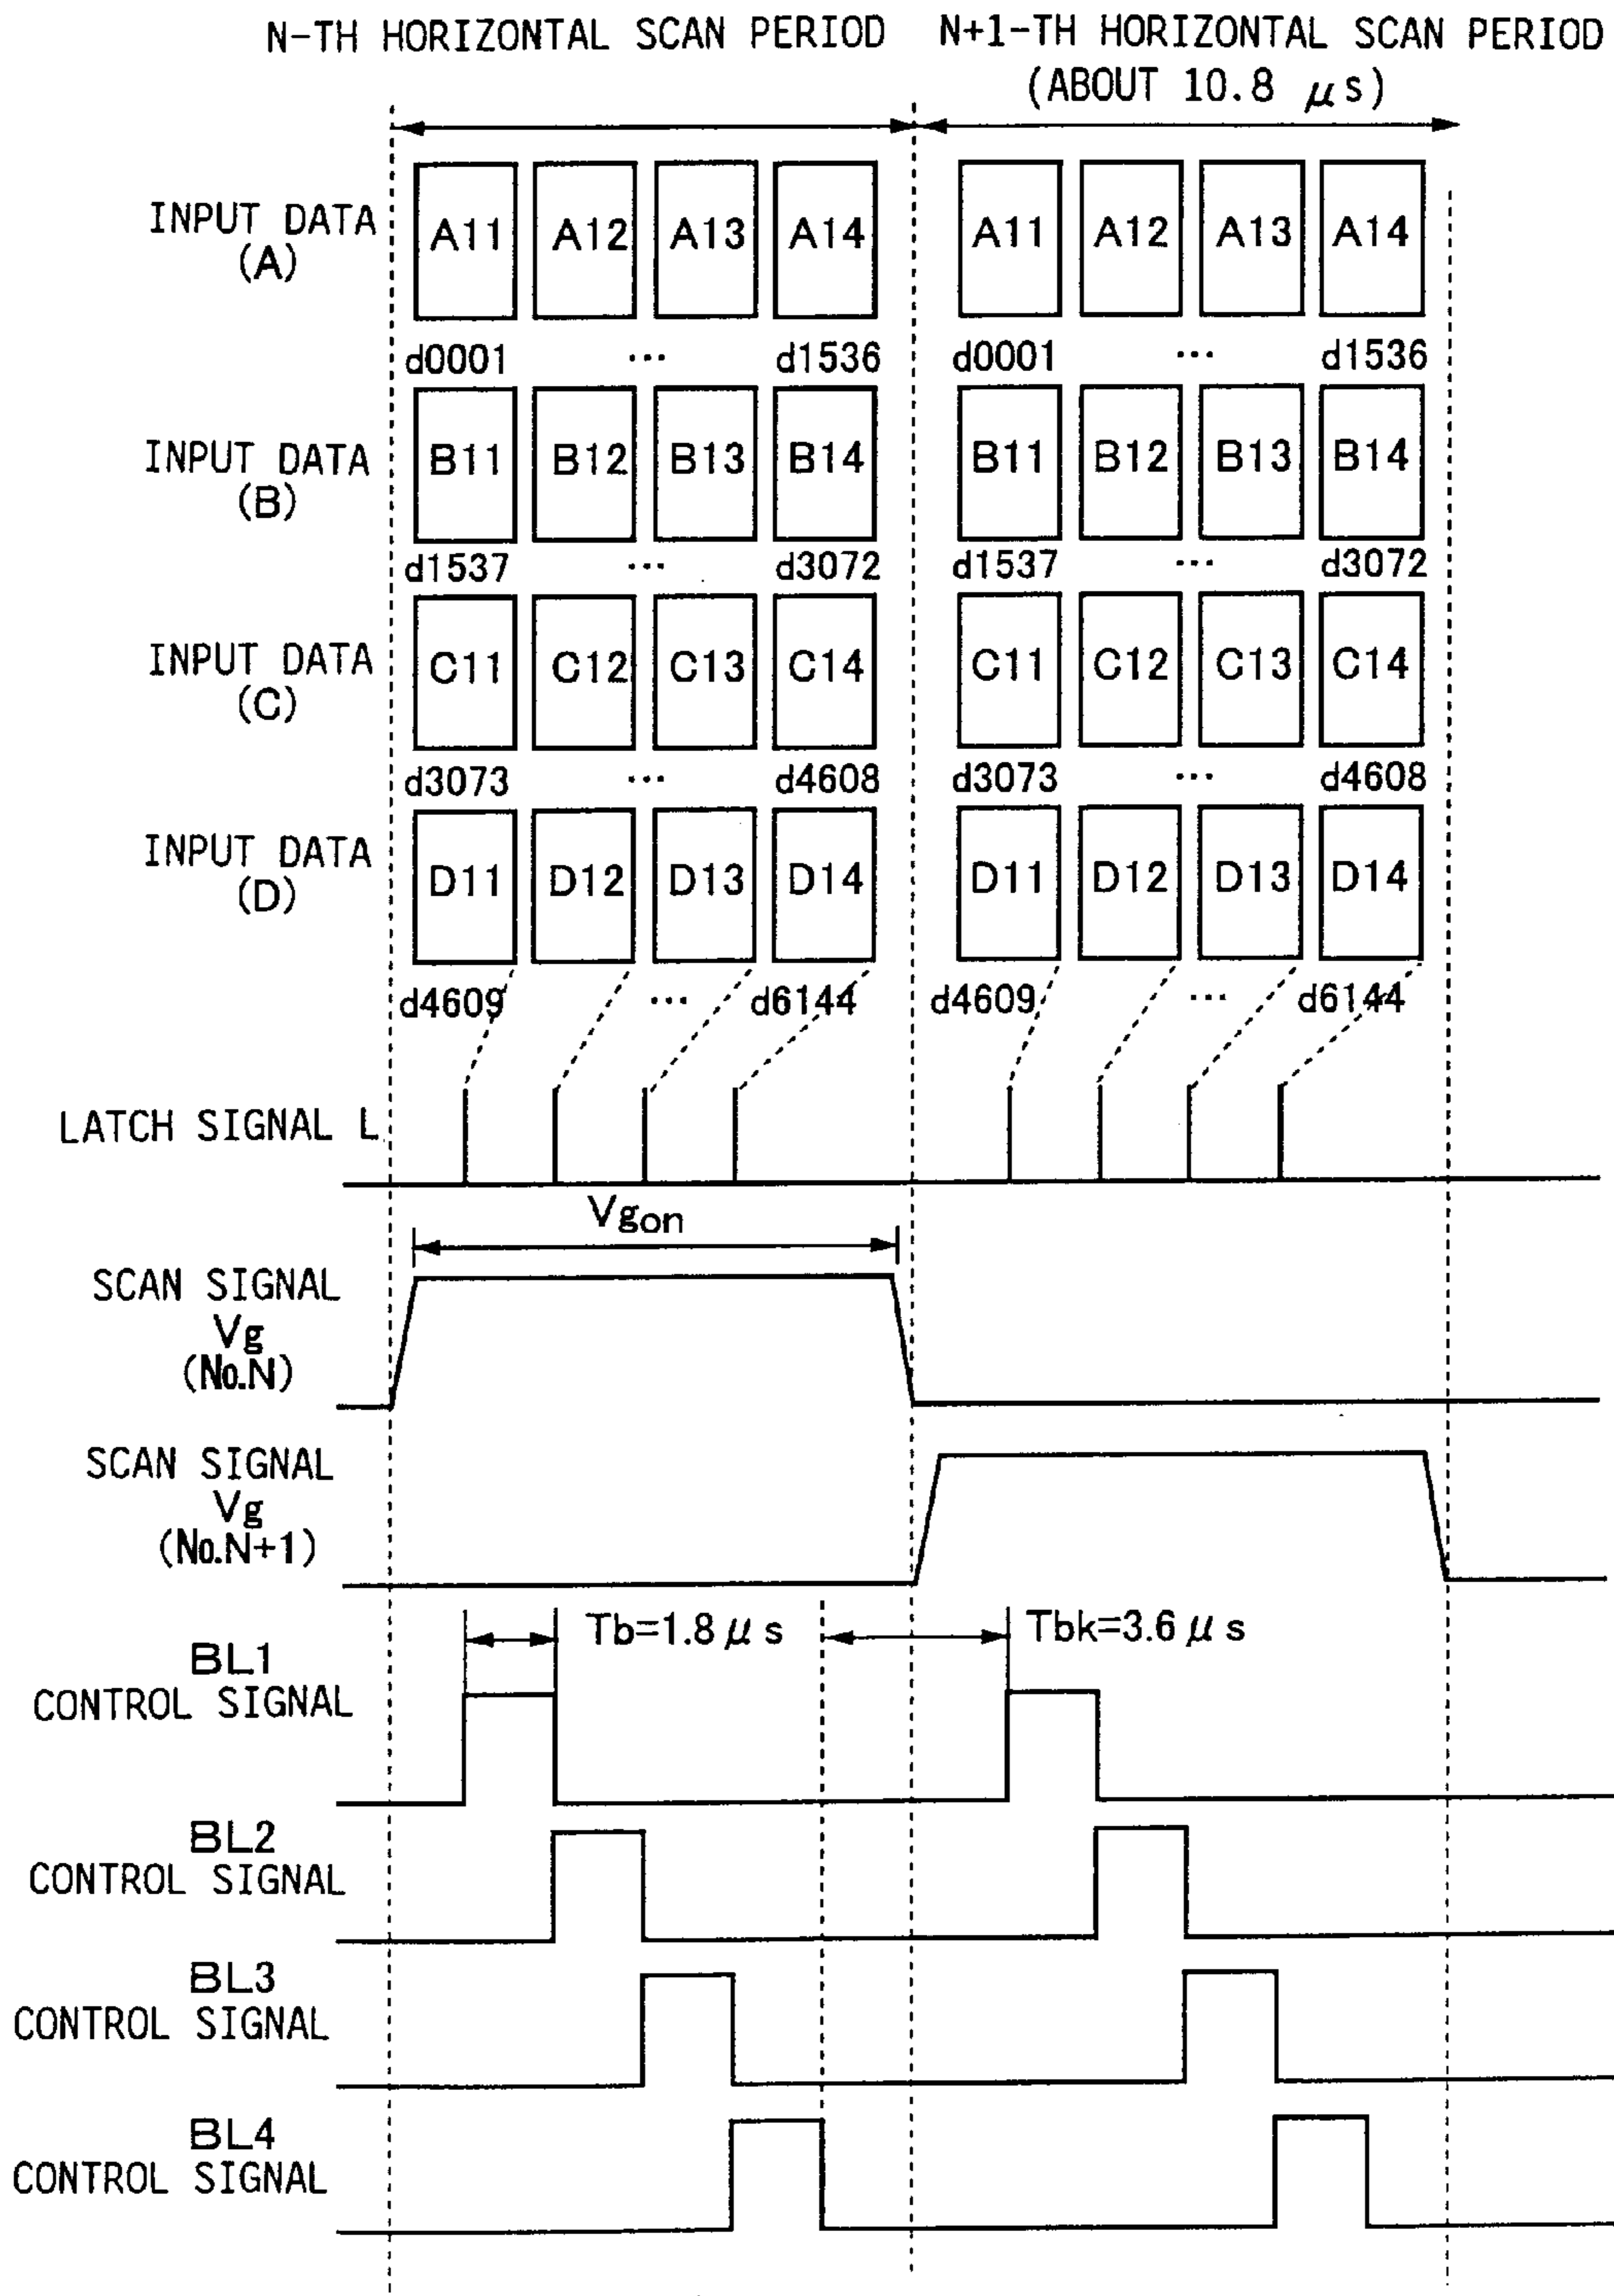 N-TH HORIZONTAL SCAN PERIOD N+1-TH HORIZONTAL SCAN PERIOD
(ABOUT 10.8 μs)
INPUT DATA
(A)
A11 A12 A13 A14 A11 A12 A13 A14
d0001 ... d1536 d0001 ... d1536
INPUT DATA
(B)
B11 B12 B13 B14 B11 B12 B13 B14
d1537 ... d3072 d1537 ... d3072
INPUT DATA
(C)
C11 C12 C13 C14 C11 C12 C13 C14
d3073 ... d4608 d3073 ... d4608
INPUT DATA
(D)
D11 D12 D13 D14 D11 D12 D13 D14
d4609 ... d6144 d4609 ... d6144
LATCH SIGNAL L
Vgon
SCAN SIGNAL
Vg
(No.N)
SCAN SIGNAL
Vg
(No.N+1)
Tb=1.8μs Tbk=3.6μs
BL1
CONTROL SIGNAL
BL2
CONTROL SIGNAL
BL3
CONTROL SIGNAL
BL4
CONTROL SIGNAL